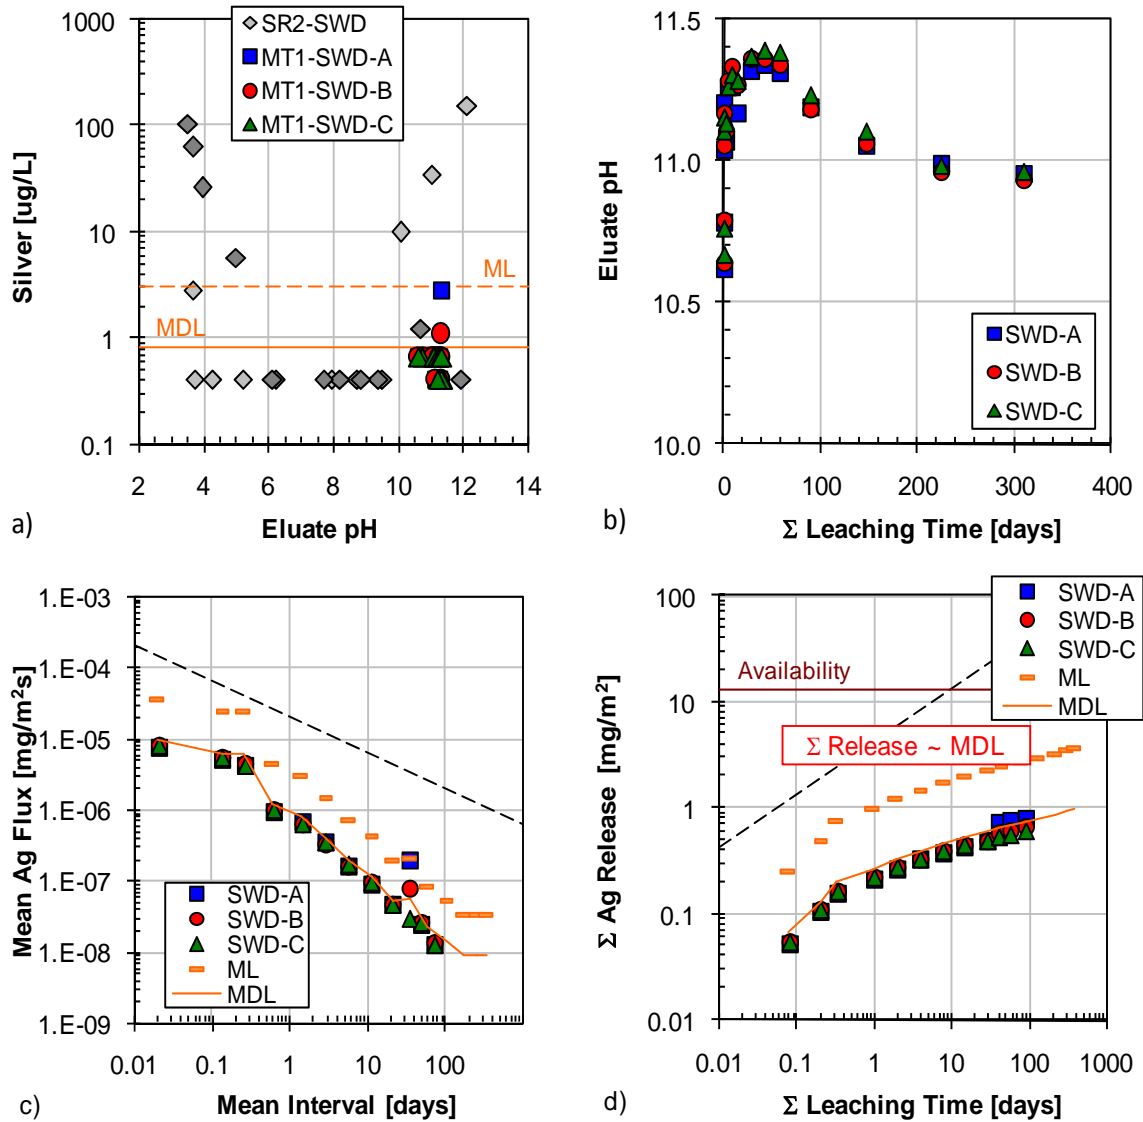 1000
100
10
1
0.1
Silver [ug/L]
SR2-SWD
MT1-SWD-A
MT1-SWD-B
MT1-SWD-C
ML
MDL
2 4 6 8 10 12 14
Eluate pH
a)
11.5
11.0
10.5
10.0
Eluate pH
SWD-A
SWD-B
SWD-C
0 100 200 300 400
Σ Leaching Time [days]
b)
1.E-03
1.E-04
1.E-05
1.E-06
1.E-07
1.E-08
1.E-09
Mean Ag Flux [mg/m²s]
SWD-A
SWD-B
SWD-C
ML
MDL
0.01 0.1 1 10 100
Mean Interval [days]
c)
100
10
1
0.1
0.01
Σ Ag Release [mg/m²]
SWD-A
SWD-B
SWD-C
ML
MDL
Availability
Σ Release ~ MDL
0.01 0.1 1 10 100 1000
Σ Leaching Time [days]
d)